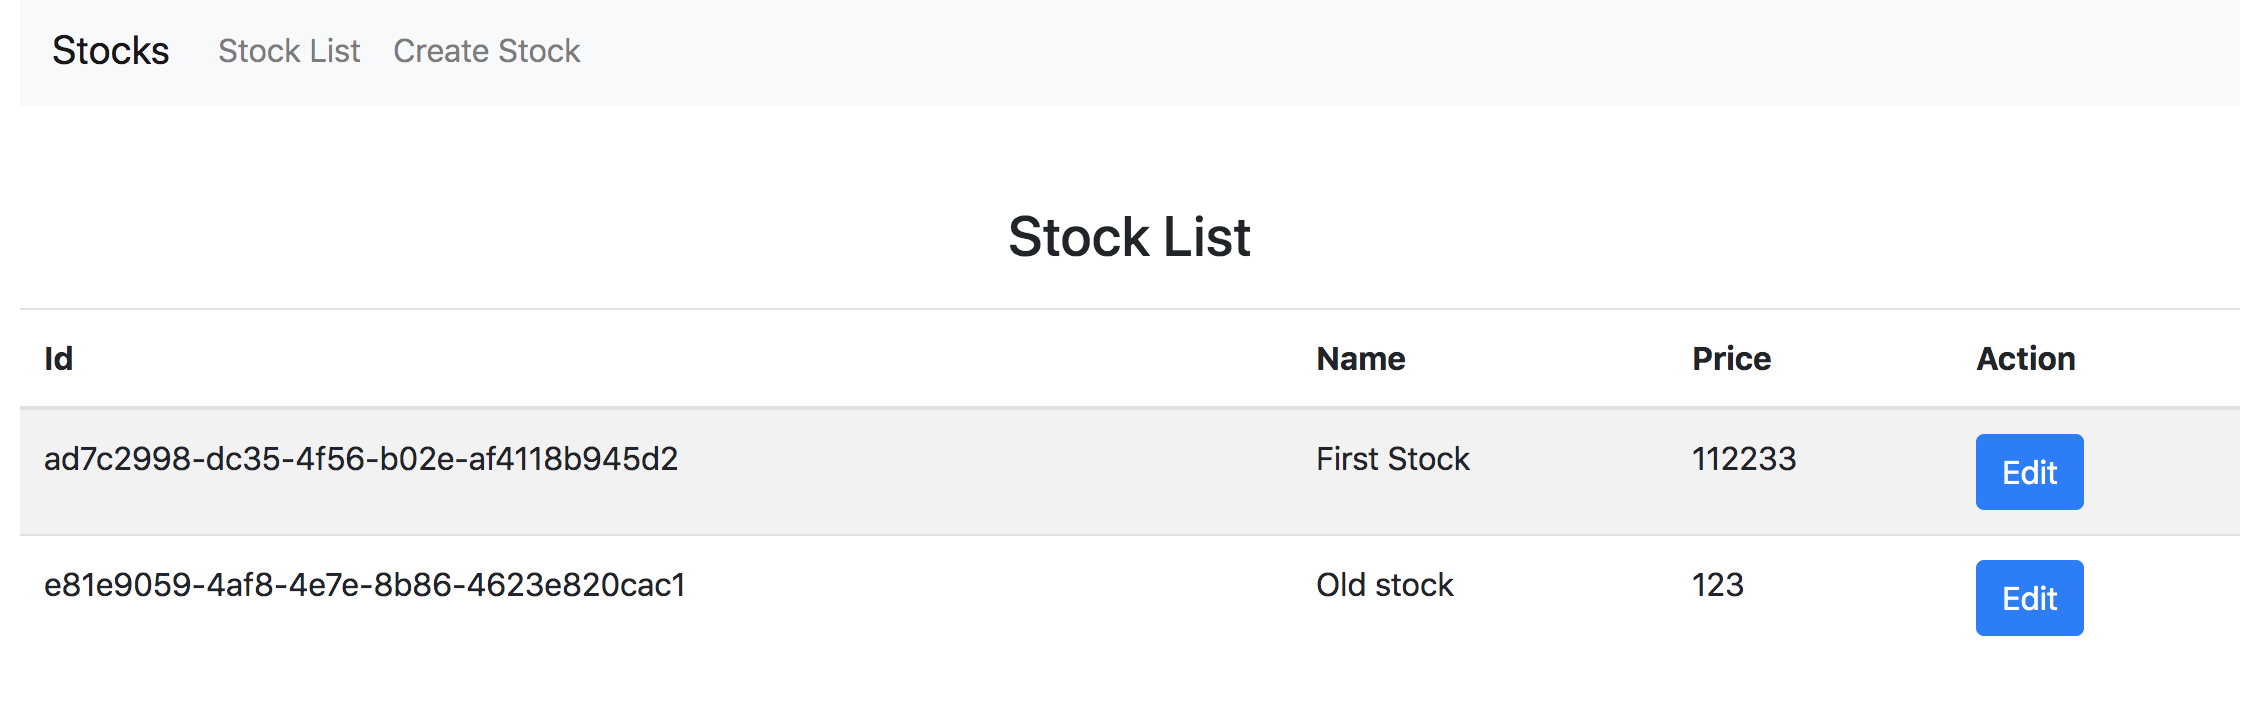 Stocks Stock List Create Stock
Stock List
Id Name Price Action
ad7c2998-dc35-4f56-b02e-af4118b945d2 First Stock 112233 Edit
e81e9059-4af8-4e7e-8b86-4623e820cac1 Old stock 123 Edit